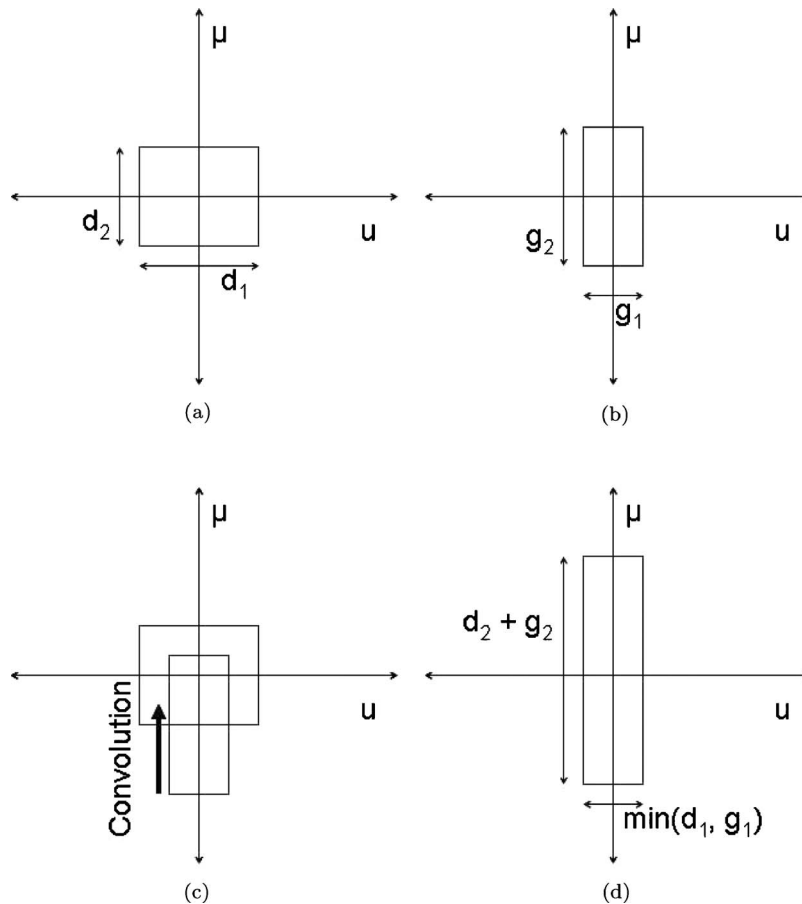 μ
u
d₂
d₁
(a)
μ
u
g₂
g₁
(b)
μ
u
Convolution
(c)
μ
u
d₂ + g₂
min(d₁, g₁)
(d)